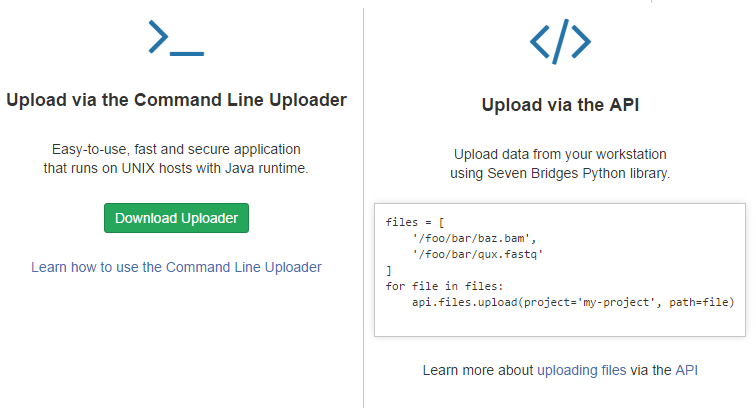 Upload via the Command Line Uploader
Easy-to-use, fast and secure application
that runs on UNIX hosts with Java runtime.
Download Uploader
Learn how to use the Command Line Uploader
Upload via the API
Upload data from your workstation
using Seven Bridges Python library.
files = [
    '/foo/bar/baz.bam',
    '/foo/bar/qux.fastq'
]
for file in files:
    api.files.upload(project='my-project', path=file)
Learn more about uploading files via the API